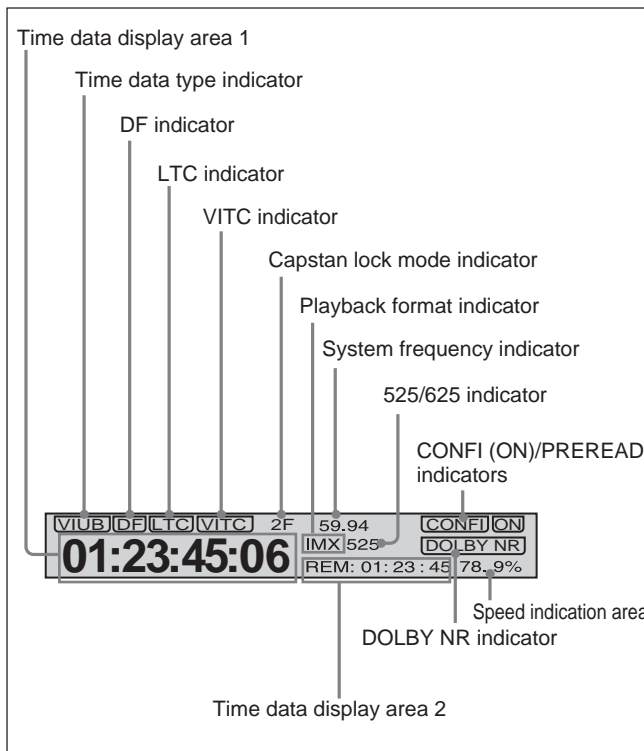 Time data display area 1
Time data type indicator
DF indicator
LTC indicator
VITC indicator
Capstan lock mode indicator
Playback format indicator
System frequency indicator
525/625 indicator
CONFI (ON)/PREREAD
indicators
VIUB DF LTC VITC 2F 59.94 CONFI ON
01:23:45:06 IMX 525 DOLBY NR
REM: 01: 23 : 45 78. 9%
Speed indication area
DOLBY NR indicator
Time data display area 2